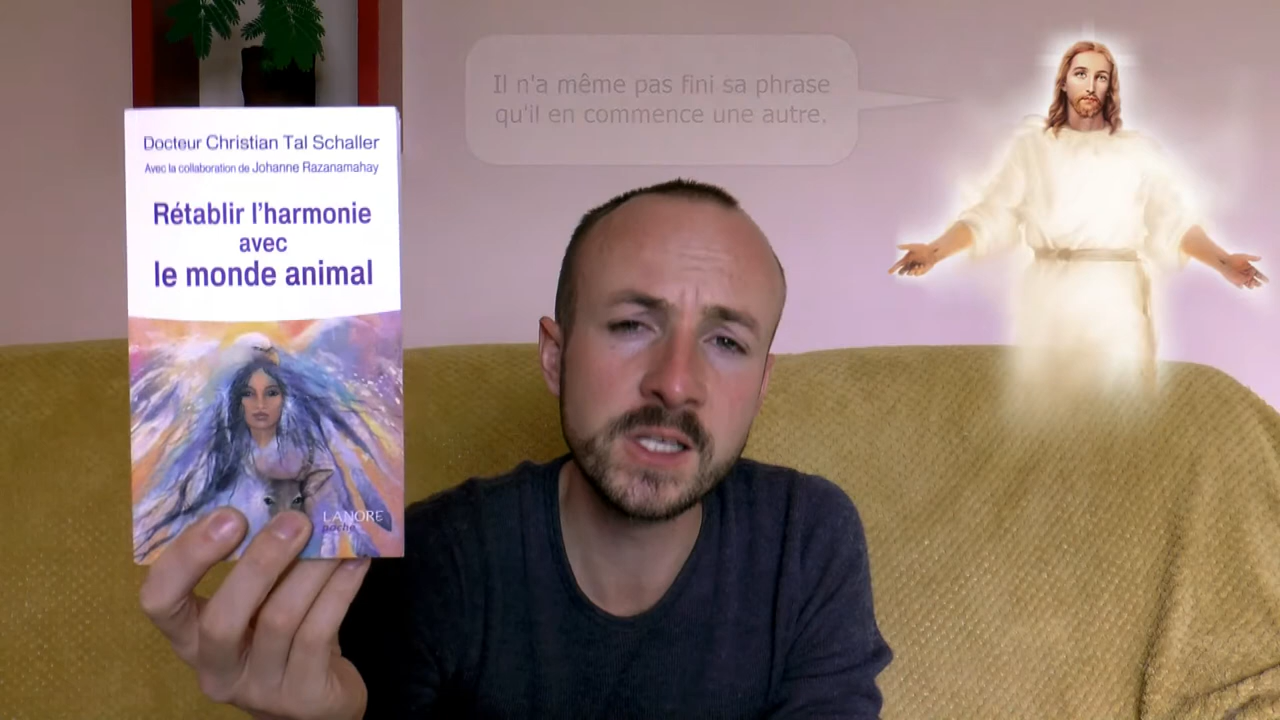 Docteur Christian Tal Schaller
Avec la collaboration de Johanne Razanamahay
Rétablir l'harmonie
avec
le monde animal
LANORE
poche
Il n'a même pas fini sa phrase
qu'il en commence une autre.